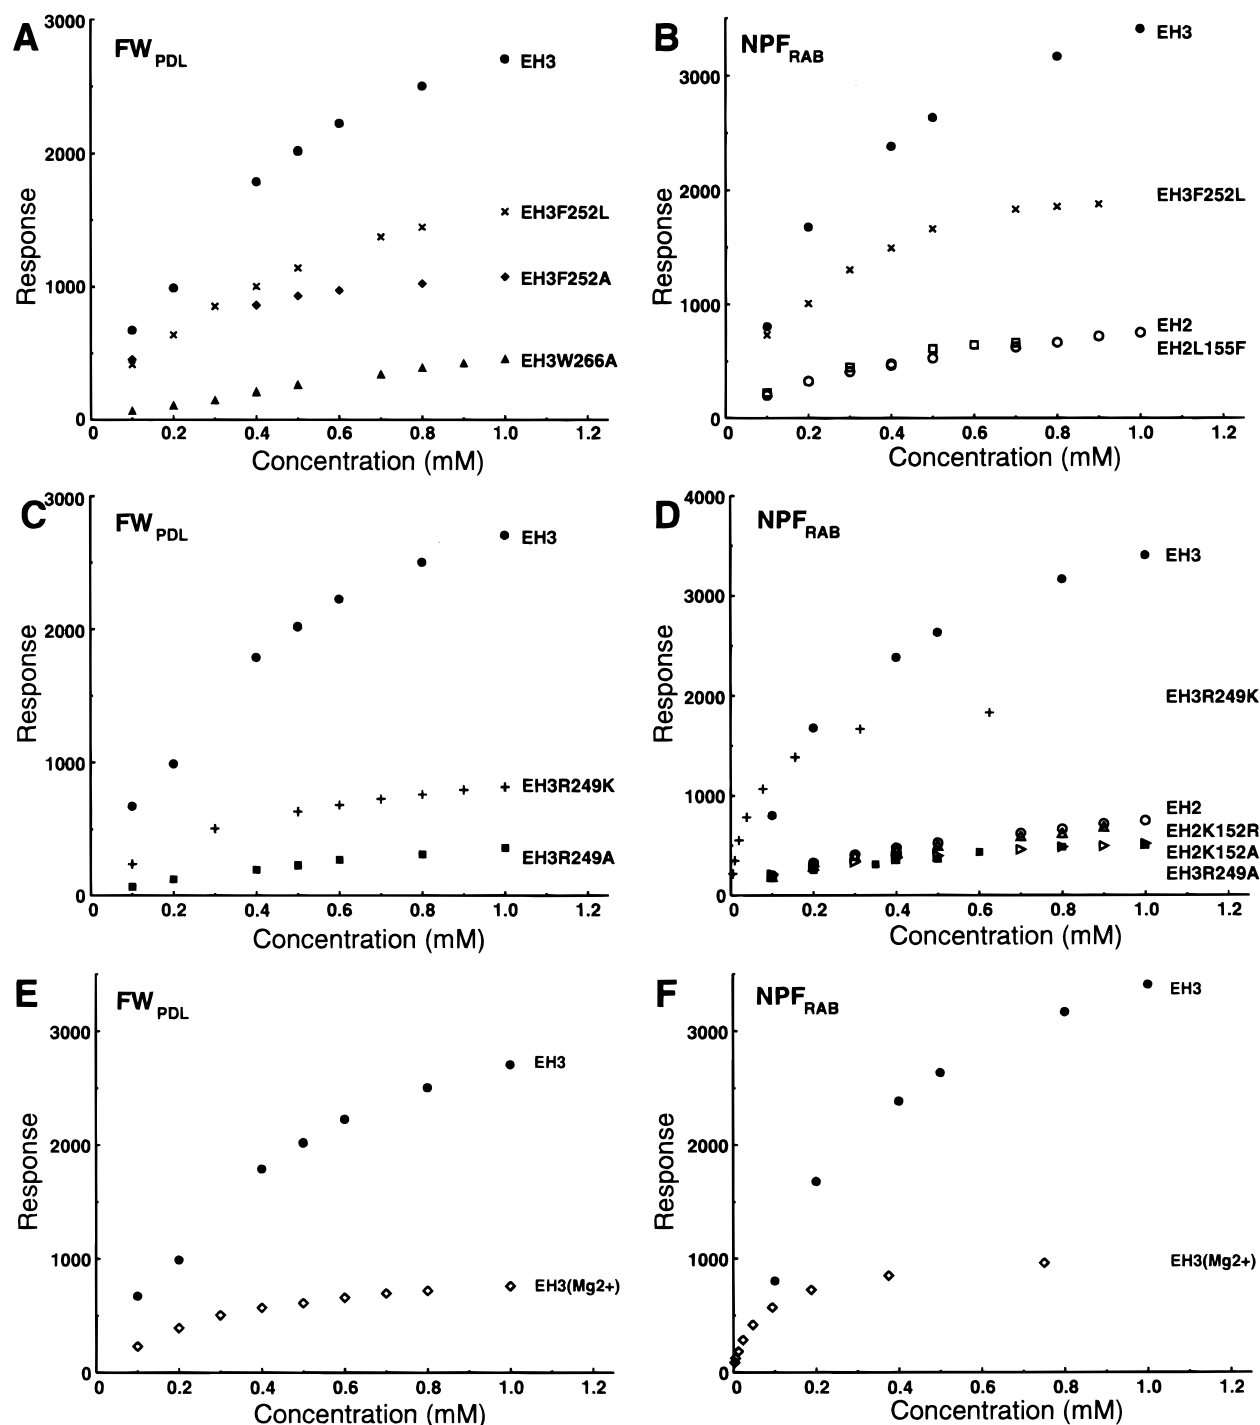 A
FW PDL
3000
2000
1000
0
Response
EH3
EH3F252L
EH3F252A
EH3W266A
0 0.2 0.4 0.6 0.8 1.0 1.2
Concentration (mM)
B
NPF RAB
3000
2000
1000
0
Response
EH3
EH3F252L
EH2
EH2L155F
0 0.2 0.4 0.6 0.8 1.0 1.2
Concentration (mM)
C
FW PDL
3000
2000
1000
0
Response
EH3
EH3R249K
EH3R249A
0 0.2 0.4 0.6 0.8 1.0 1.2
Concentration (mM)
D
NPF RAB
4000
3000
2000
1000
0
Response
EH3
EH3R249K
EH2
EH2K152R
EH2K152A
EH3R249A
0 0.2 0.4 0.6 0.8 1.0 1.2
Concentration (mM)
E
FW PDL
3000
2000
1000
0
Response
EH3
EH3(Mg2+)
0 0.2 0.4 0.6 0.8 1.0 1.2
Concentration (mM)
F
NPF RAB
3000
2000
1000
0
Response
EH3
EH3(Mg2+)
0 0.2 0.4 0.6 0.8 1.0 1.2
Concentration (mM)